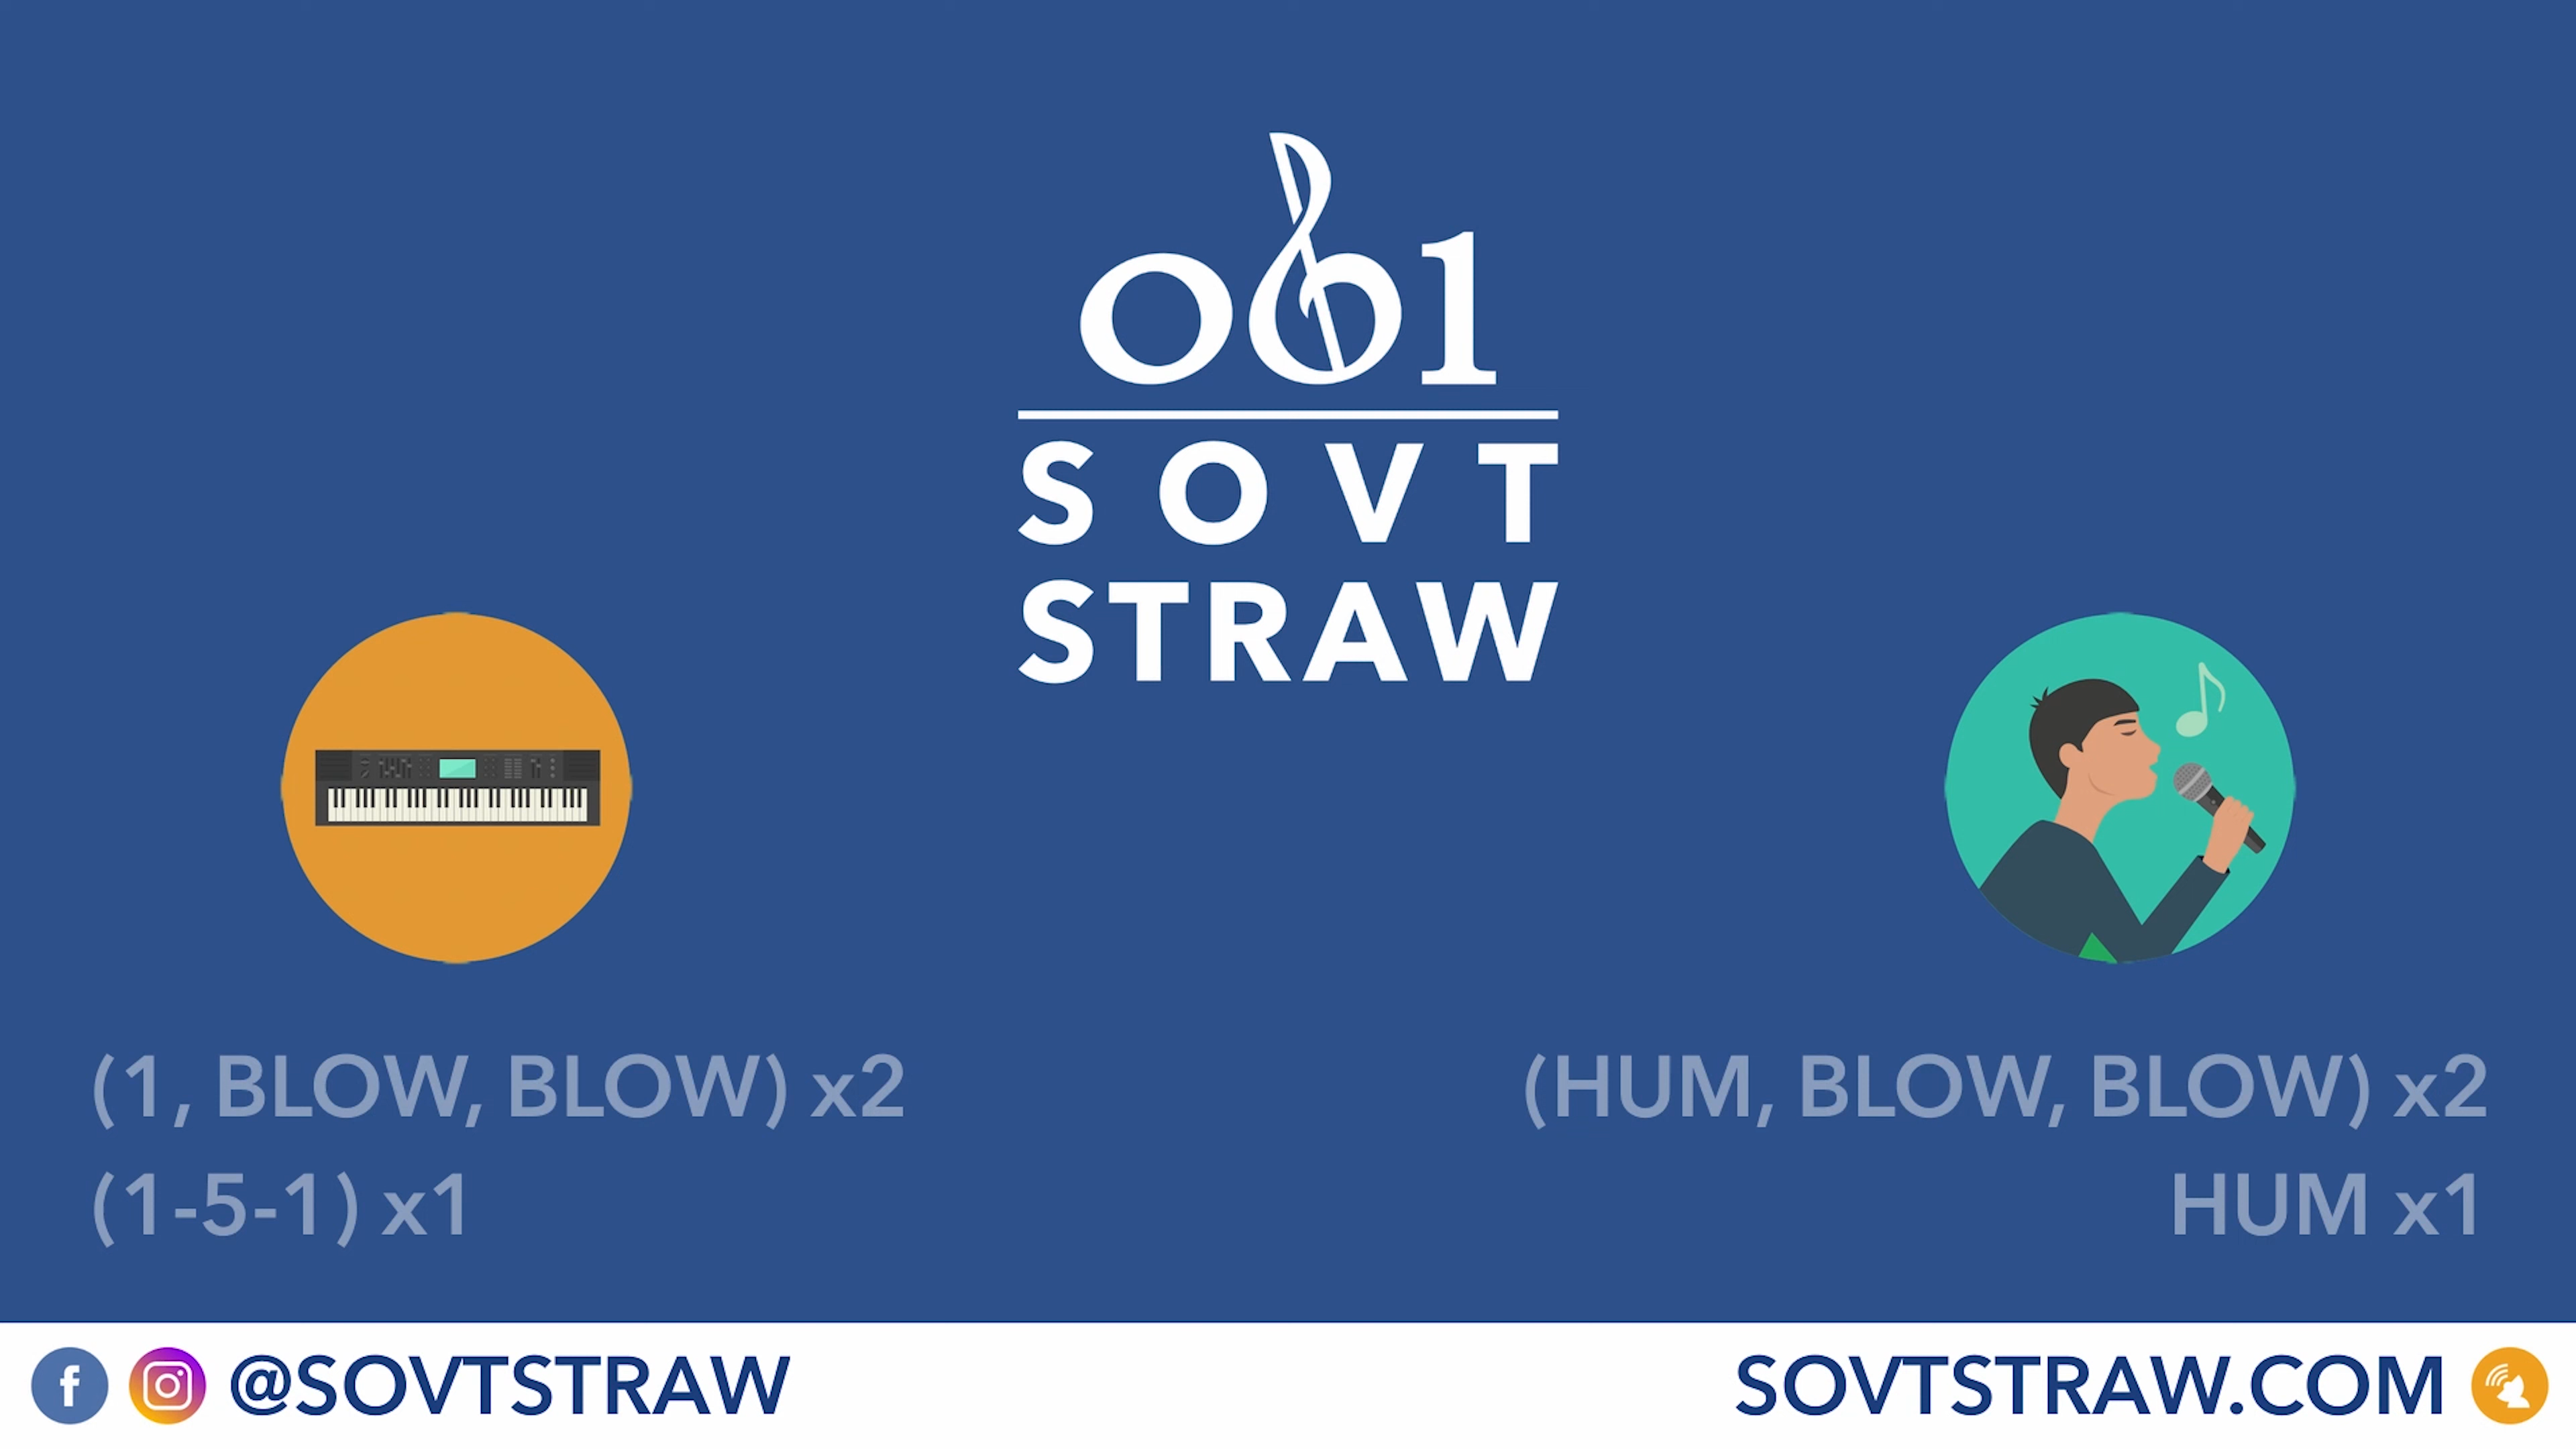 ob1
SOVT
STRAW
(1, BLOW, BLOW) x2
(1-5-1) x1
(HUM, BLOW, BLOW) x2
HUM x1
@SOVTSTRAW
SOVTSTRAW.COM